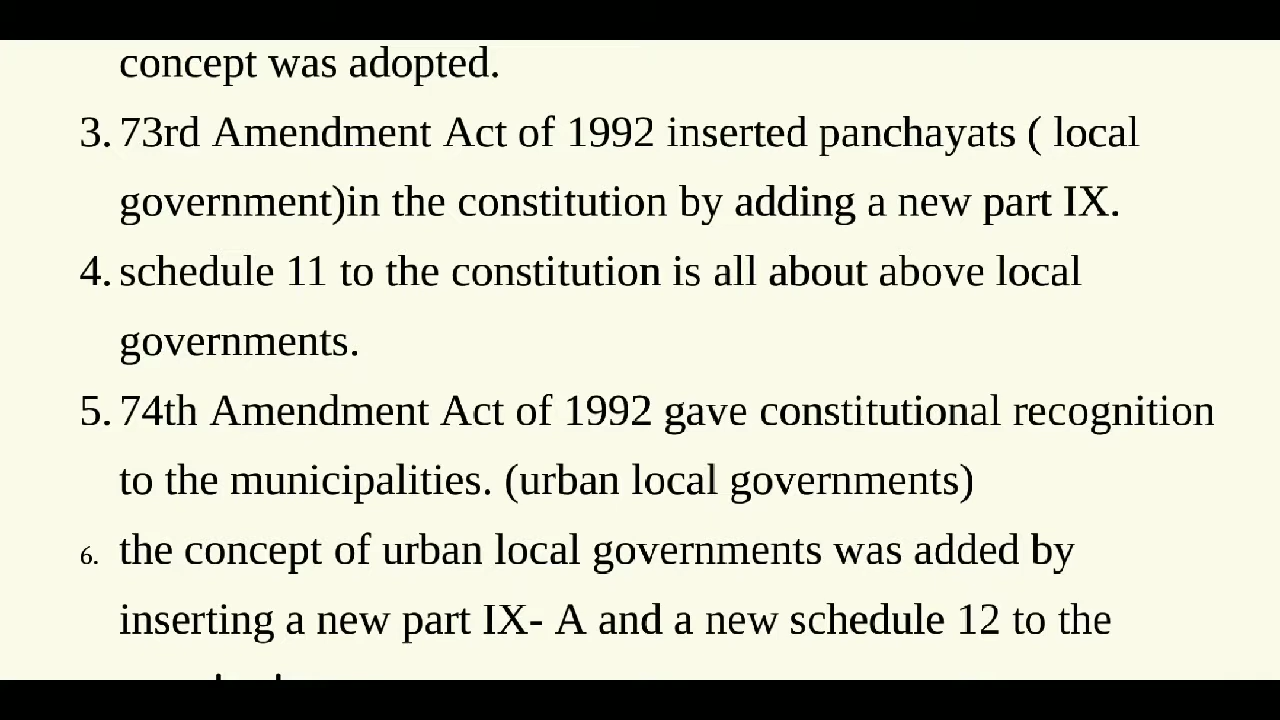 concept was adopted.
3. 73rd Amendment Act of 1992 inserted panchayats ( local
government)in the constitution by adding a new part IX.
4. schedule 11 to the constitution is all about above local
governments.
5. 74th Amendment Act of 1992 gave constitutional recognition
to the municipalities. (urban local governments)
6. the concept of urban local governments was added by
inserting a new part IX- A and a new schedule 12 to the